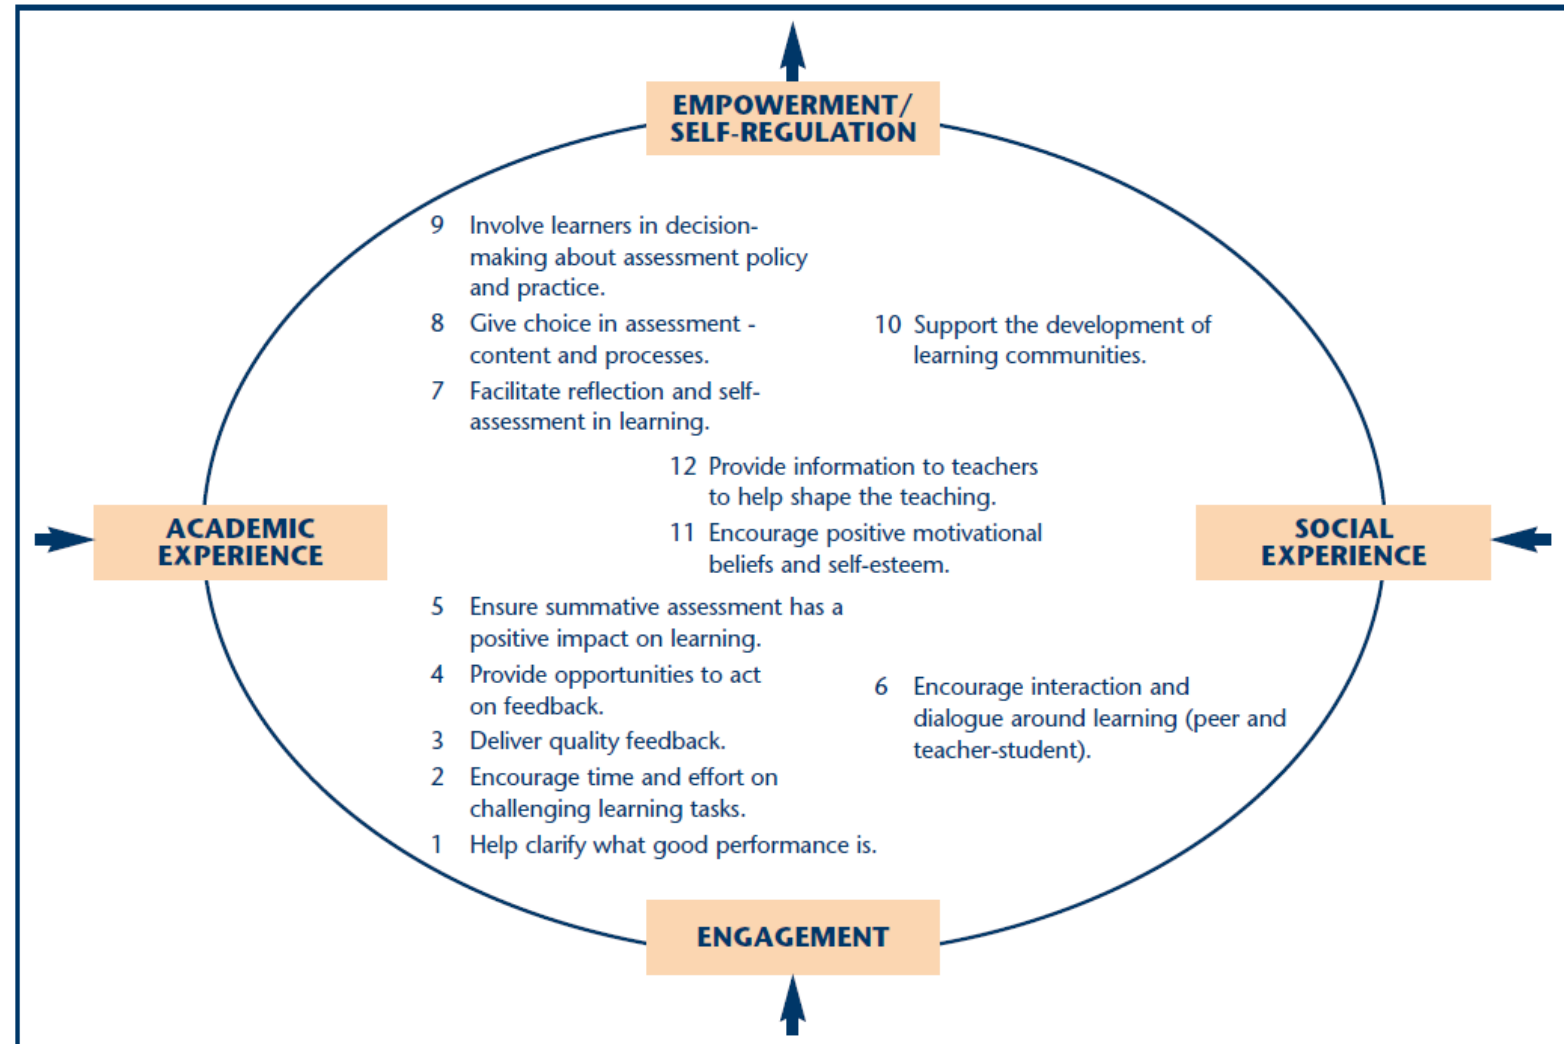 EMPOWERMENT/
SELF-REGULATION
9 Involve learners in decision-
making about assessment policy
and practice.
8 Give choice in assessment -
content and processes.
7 Facilitate reflection and self-
assessment in learning.
10 Support the development of
learning communities.
12 Provide information to teachers
to help shape the teaching.
11 Encourage positive motivational
beliefs and self-esteem.
ACADEMIC
EXPERIENCE
SOCIAL
EXPERIENCE
5 Ensure summative assessment has a
positive impact on learning.
4 Provide opportunities to act
on feedback.
3 Deliver quality feedback.
2 Encourage time and effort on
challenging learning tasks.
1 Help clarify what good performance is.
6 Encourage interaction and
dialogue around learning (peer and
teacher-student).
ENGAGEMENT